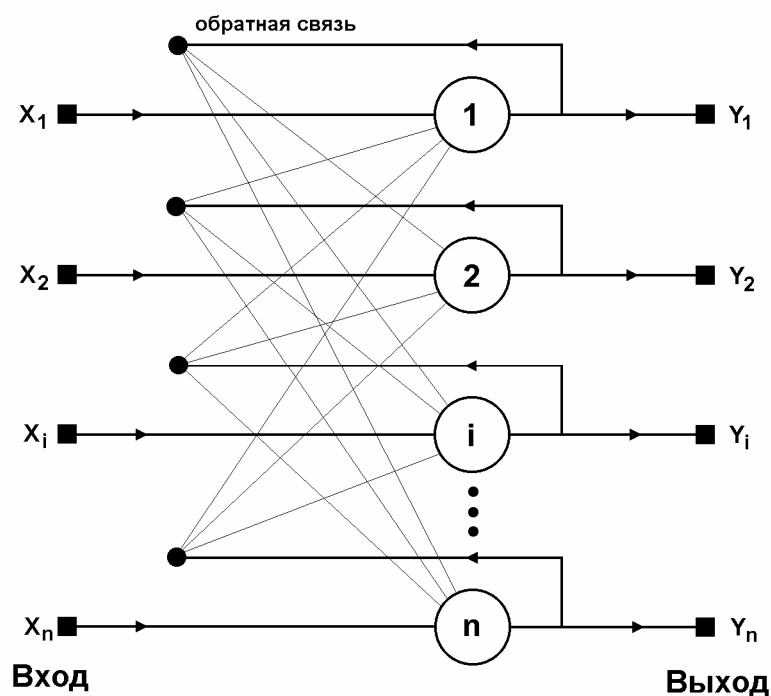 обратная связь
X1 1 Y1
X2 2 Y2
Xi i Yi
Xn n Yn
Вход Выход